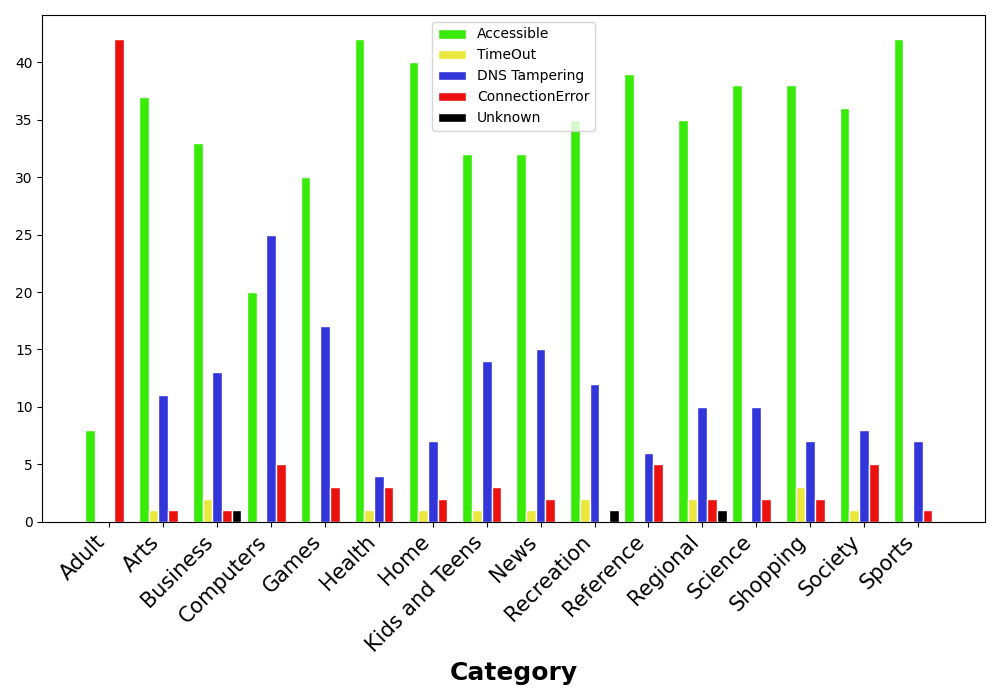 Accessible
TimeOut
DNS Tampering
ConnectionError
Unknown
40
35
30
25
20
15
10
5
0
Adult
Arts
Business
Computers
Games
Health
Home
Kids and Teens
News
Recreation
Reference
Regional
Science
Shopping
Society
Sports
Category